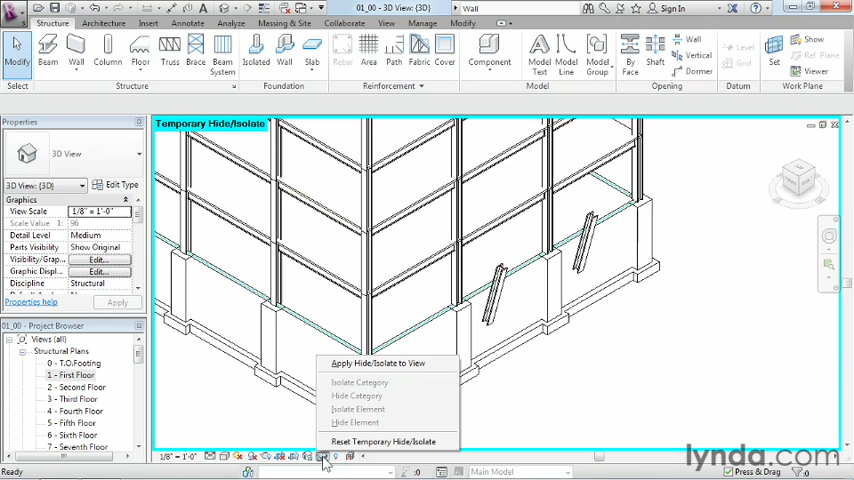 01_00 - 3D View: {3D}
Wall
Sign In
Structure Architecture Insert Annotate Analyze Massing & Site Collaborate View Manage Modify
Modify Beam Wall Column Floor Truss Brace Beam System Isolated Wall Slab Rebar Area Path Fabric Cover Component Model Text Model Line Model Group By Face Shaft Wall Vertical Dormer Level Grid Set Show Ref Plane Viewer
Select Structure Foundation Reinforcement Model Opening Datum Work Plane
Properties
3D View
3D View: {3D} Edit Type
Graphics
View Scale 1/8" = 1'-0"
Scale Value 1: 96
Detail Level Medium
Parts Visibility Show Original
Visibility/Grap... Edit...
Graphic Displ... Edit...
Discipline Structural
Properties help Apply
01_00 - Project Browser
Views (all)
Structural Plans
0 - T.O.Footing
1 - First Floor
2 - Second Floor
3 - Third Floor
4 - Fourth Floor
5 - Fifth Floor
6 - Sixth Floor
7 - Seventh Floor
Temporary Hide/Isolate
Apply Hide/Isolate to View
Isolate Category
Hide Category
Isolate Element
Hide Element
Reset Temporary Hide/Isolate
1/8" = 1'-0"
Ready
:0
Main Model
Press & Drag
:0
lynda.com